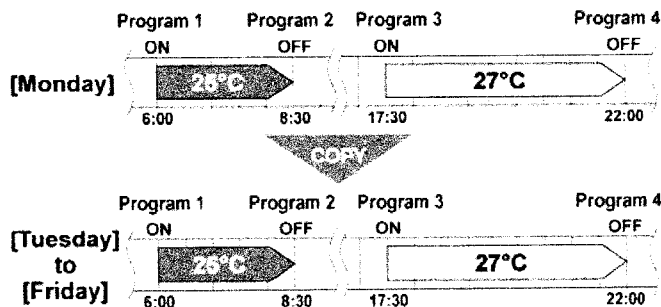 Program 1 Program 2 Program 3 Program 4
ON OFF ON OFF
[Monday] 25°C 27°C
6:00 8:30 17:30 22:00
COPY
Program 1 Program 2 Program 3 Program 4
ON OFF ON OFF
[Tuesday]
to
[Friday]
25°C 27°C
6:00 8:30 17:30 22:00